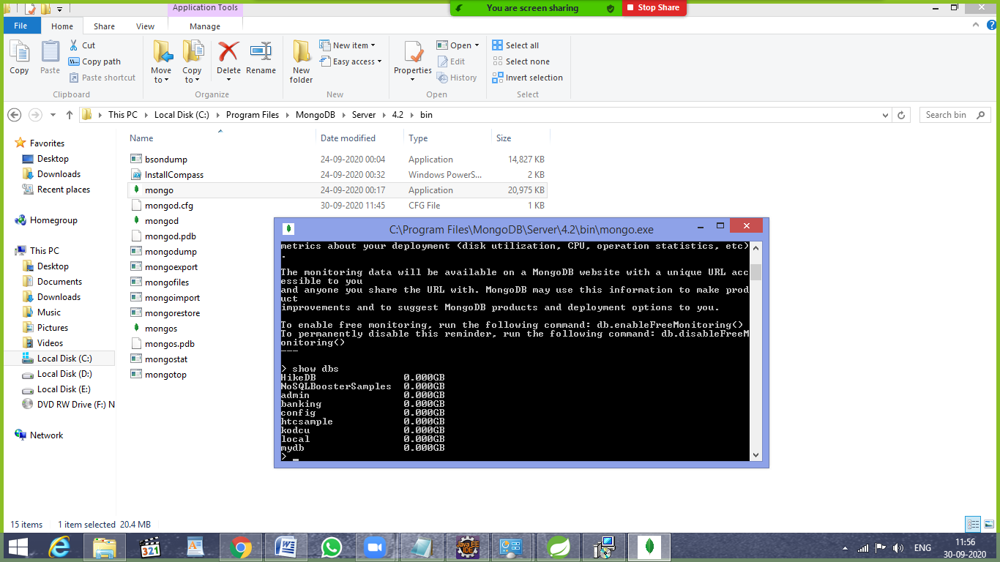 Application Tools
You are screen sharing
Stop Share
File
Home
Share
View
Manage
Copy
Paste
Cut
Copy path
Paste shortcut
Clipboard
Move to
Copy to
Delete
Rename
Organize
New folder
New item
Easy access
New
Properties
Open
Edit
History
Open
Select all
Select none
Invert selection
Select
This PC
Local Disk (C:)
Program Files
MongoDB
Server
4.2
bin
Search bin
Favorites
Desktop
Downloads
Recent places
Homegroup
This PC
Desktop
Documents
Downloads
Music
Pictures
Videos
Local Disk (C:)
Local Disk (D:)
Local Disk (E:)
DVD RW Drive (F:) N
Network
Name Date modified Type Size
bsondump 24-09-2020 00:04 Application 14,827 KB
InstallCompass 24-09-2020 00:32 Windows PowerS... 2 KB
mongo 24-09-2020 00:17 Application 20,975 KB
mongod.cfg 30-09-2020 11:45 CFG File 1 KB
mongod
mongod.pdb
mongodump
mongoexport
mongofiles
mongoimport
mongorestore
mongos
mongos.pdb
mongostat
mongotop
C:\Program Files\MongoDB\Server\4.2\bin\mongo.exe
metrics about your deployment (disk utilization, CPU, operation statistics, etc)
.
The monitoring data will be available on a MongoDB website with a unique URL acc
essible to you
and anyone you share the URL with. MongoDB may use this information to make prod
uct
improvements and to suggest MongoDB products and deployment options to you.
To enable free monitoring, run the following command: db.enableFreeMonitoring()
To permanently disable this reminder, run the following command: db.disableFreeM
onitoring()
---
> show dbs
HikeDB 0.000GB
NoSQLBoosterSamples 0.000GB
admin 0.000GB
banking 0.000GB
config 0.000GB
htcsample 0.000GB
kodcu 0.000GB
local 0.000GB
mydb 0.000GB
> _
15 items 1 item selected 20.4 MB
321
Java EE
IDE
ENG
11:56
30-09-2020